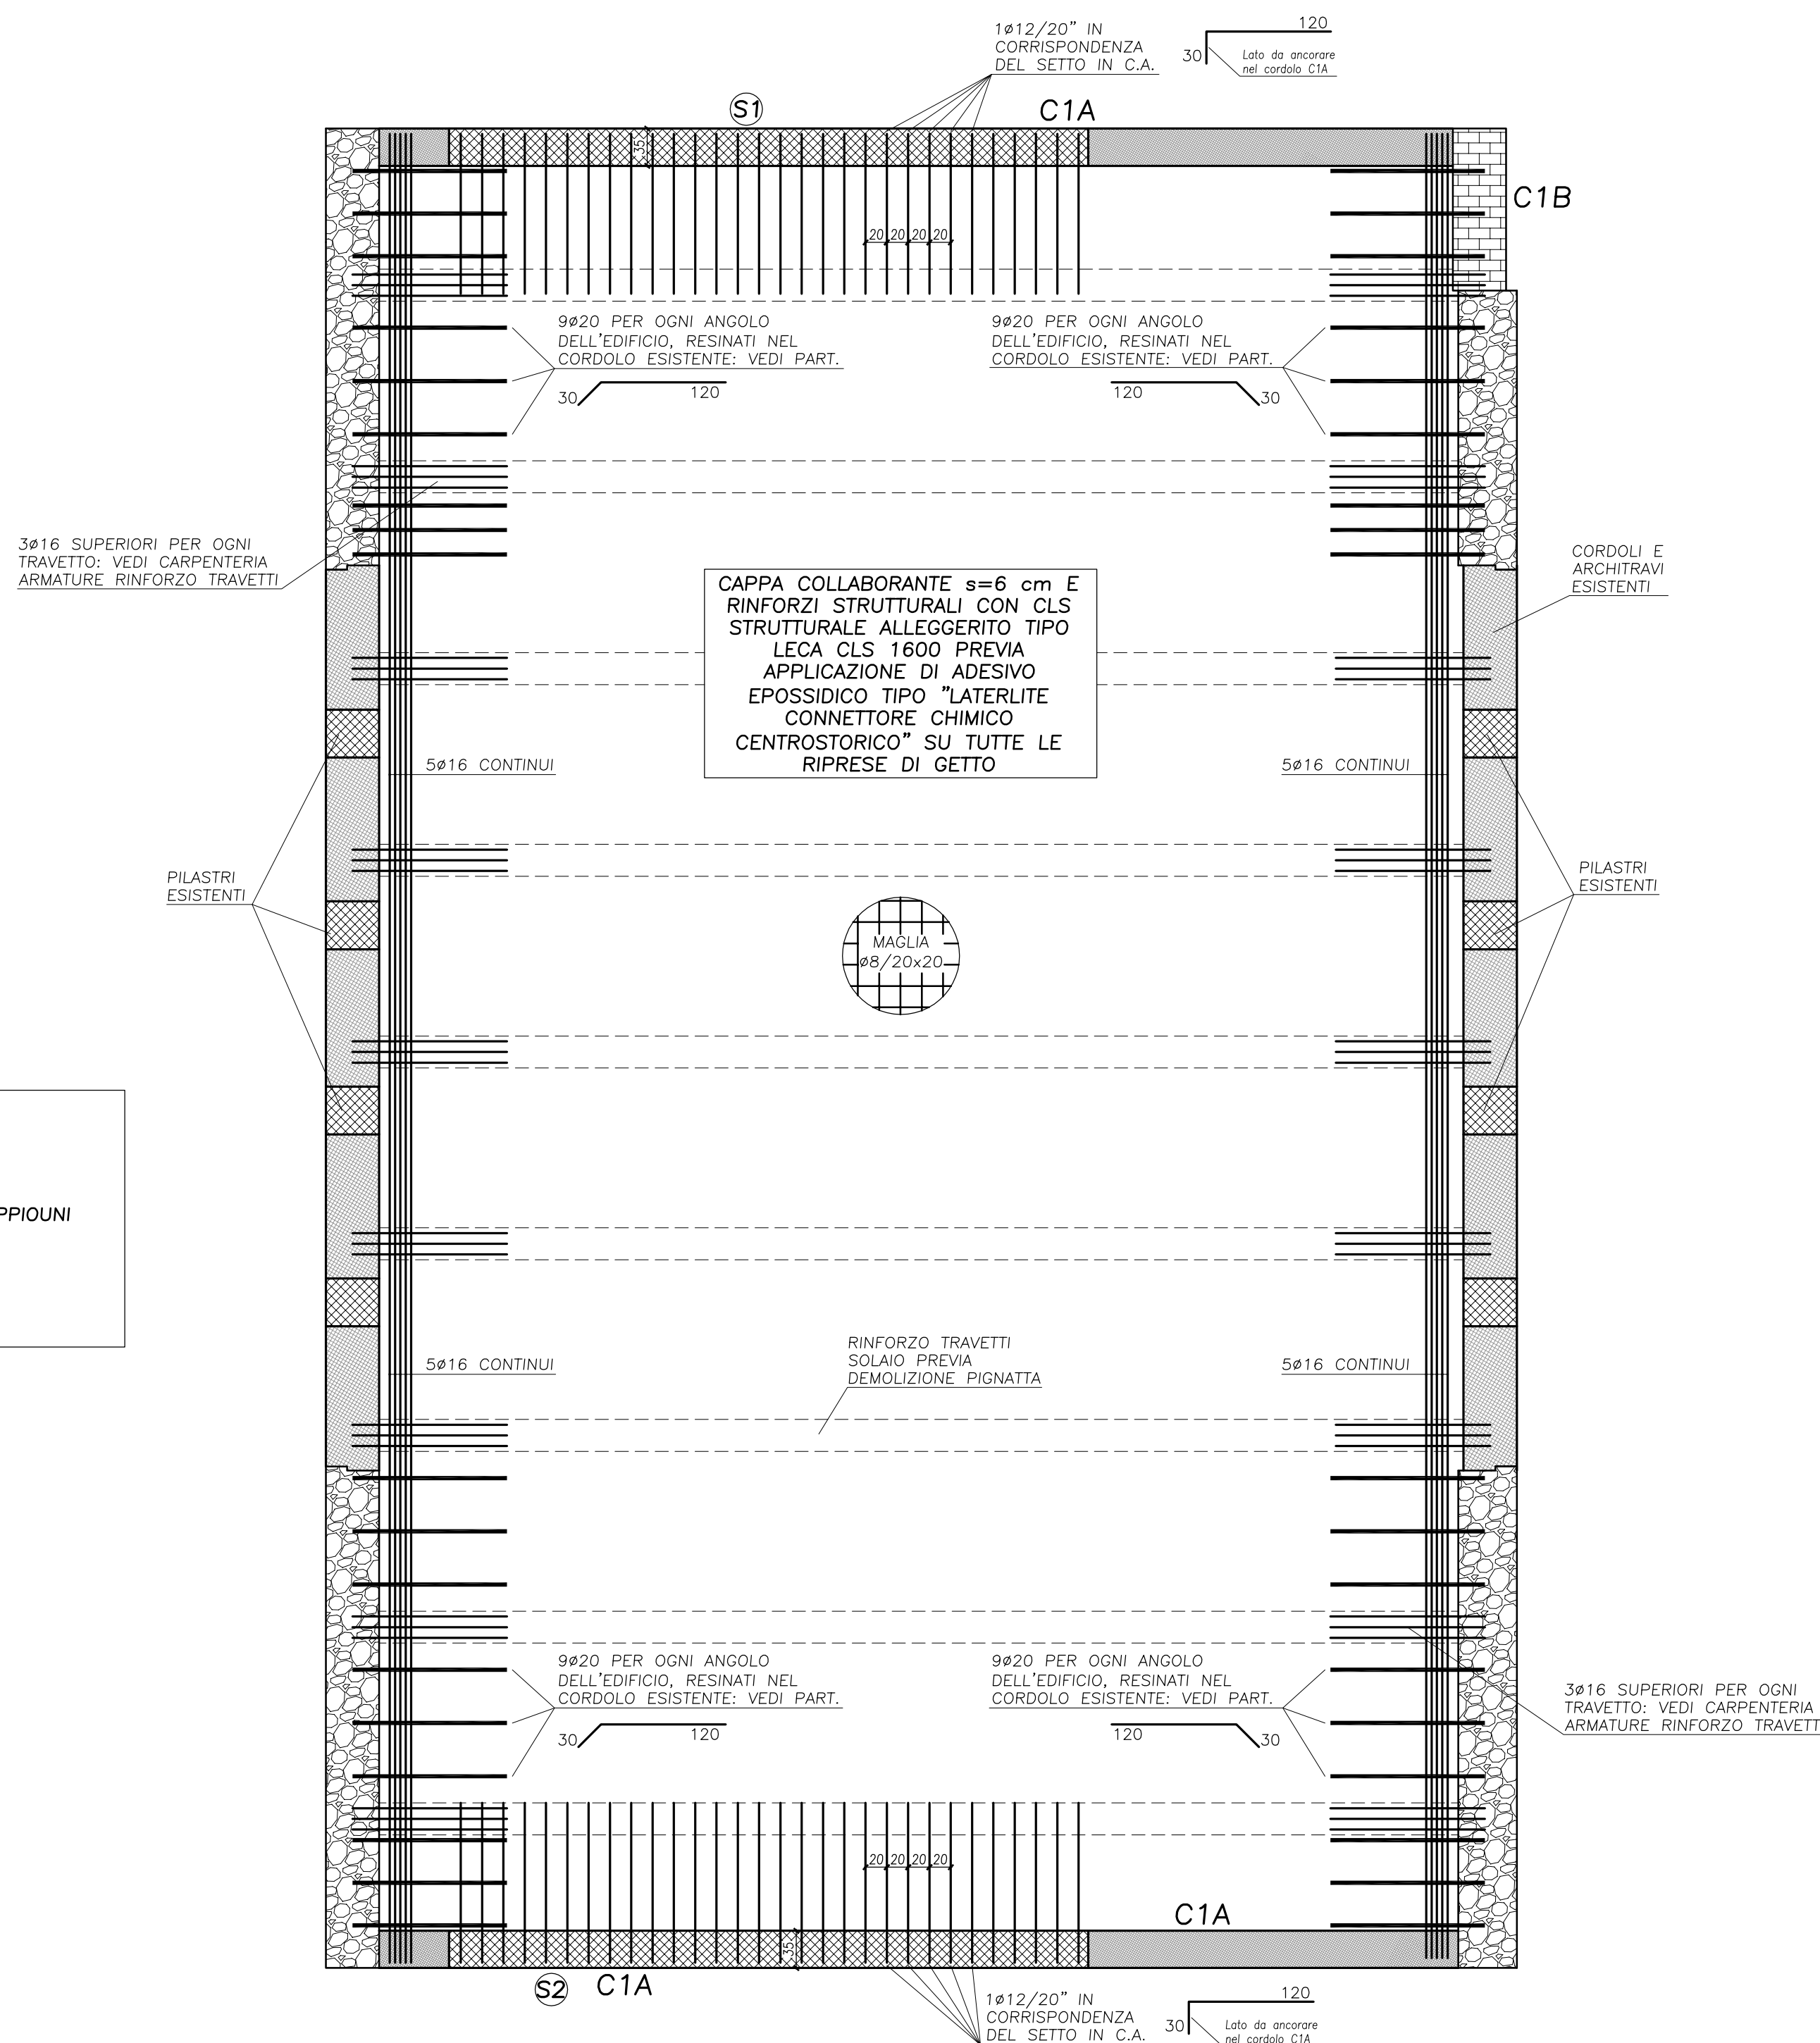 1ø12/20" IN
CORRISPONDENZA
DEL SETTO IN C.A.
120
30
Lato da ancorare
nel cordolo C1A
S1
C1A
35
C1B
20 20 20 20
9ø20 PER OGNI ANGOLO
DELL'EDIFICIO, RESINATI NEL
CORDOLO ESISTENTE: VEDI PART.
30
120
9ø20 PER OGNI ANGOLO
DELL'EDIFICIO, RESINATI NEL
CORDOLO ESISTENTE: VEDI PART.
120
30
3ø16 SUPERIORI PER OGNI
TRAVETTO: VEDI CARPENTERIA
ARMATURE RINFORZO TRAVETTI
CORDOLI E
ARCHITRAVI
ESISTENTI
CAPPA COLLABORANTE s=6 cm E
RINFORZI STRUTTURALI CON CLS
STRUTTURALE ALLEGGERITO TIPO
LECA CLS 1600 PREVIA
APPLICAZIONE DI ADESIVO
EPOSSIDICO TIPO "LATERLITE
CONNETTORE CHIMICO
CENTROSTORICO" SU TUTTE LE
RIPRESE DI GETTO
5ø16 CONTINUI
5ø16 CONTINUI
PILASTRI
ESISTENTI
PILASTRI
ESISTENTI
MAGLIA
ø8/20x20
PPIOUNI
5ø16 CONTINUI
RINFORZO TRAVETTI
SOLAIO PREVIA
DEMOLIZIONE PIGNATTA
5ø16 CONTINUI
9ø20 PER OGNI ANGOLO
DELL'EDIFICIO, RESINATI NEL
CORDOLO ESISTENTE: VEDI PART.
30
120
9ø20 PER OGNI ANGOLO
DELL'EDIFICIO, RESINATI NEL
CORDOLO ESISTENTE: VEDI PART.
120
30
3ø16 SUPERIORI PER OGNI
TRAVETTO: VEDI CARPENTERIA
ARMATURE RINFORZO TRAVETT
20 20 20 20
C1A
35
S2
C1A
1ø12/20" IN
CORRISPONDENZA
DEL SETTO IN C.A.
120
30
Lato da ancorare
nel cordolo C1A